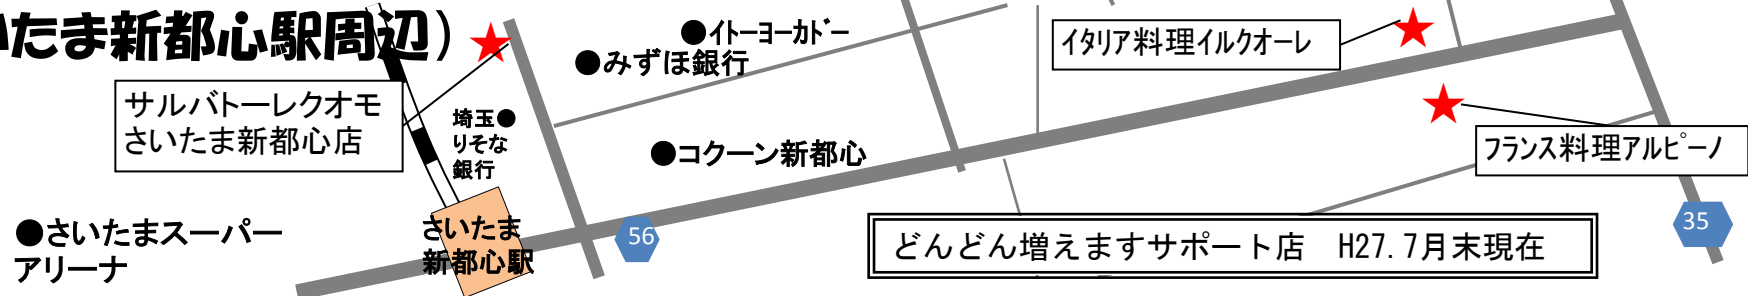 いたま新都心駅周辺）
●イトーヨーカドー
●みずほ銀行
イタリア料理イルクオーレ
サルバトーレクオモ
さいたま新都心店
埼玉●
りそな
銀行
●コクーン新都心
フランス料理アルピーノ
●さいたまスーパー
アリーナ
さいたま
新都心駅
56
35
どんどん増えますサポート店　H27.7月末現在